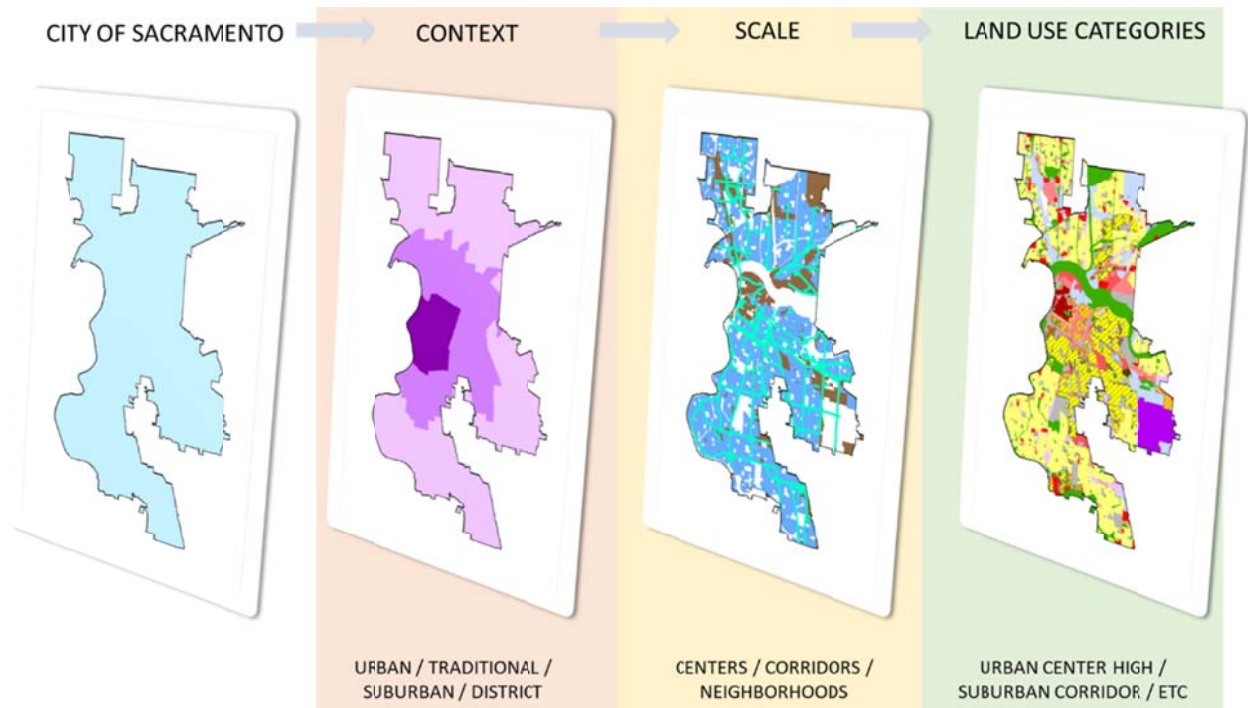 CITY OF SACRAMENTO
CONTEXT
SCALE
LAND USE CATEGORIES
URBAN / TRADITIONAL /
SUBURBAN / DISTRICT
CENTERS / CORRIDORS /
NEIGHBORHOODS
URBAN CENTER HIGH /
SUBURBAN CORRIDOR / ETC